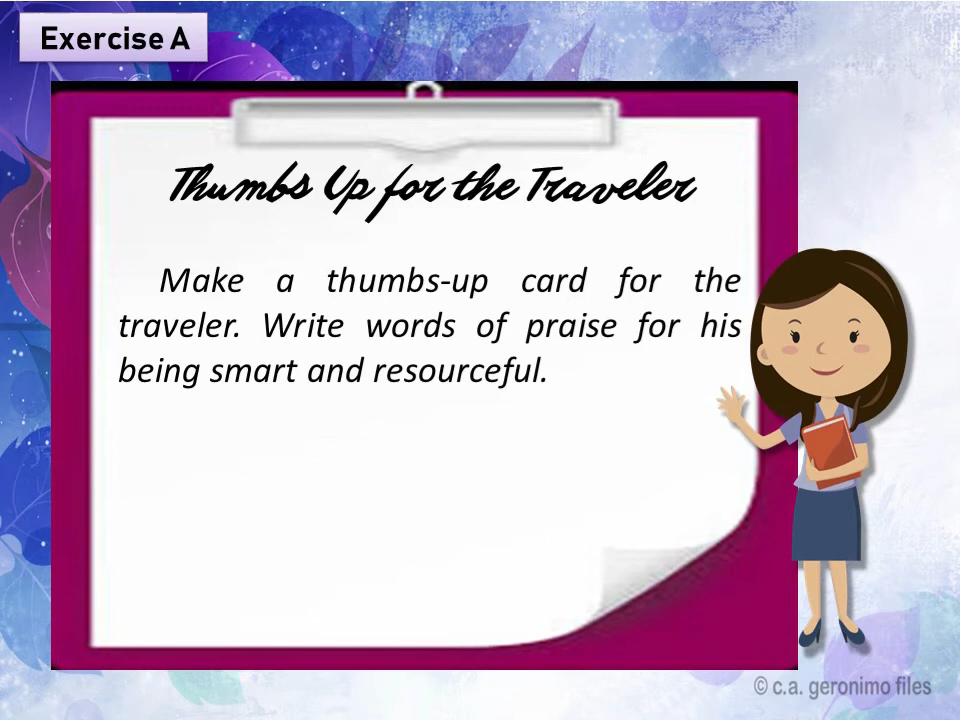 Exercise A
Thumbs Up for the Traveler
Make a thumbs-up card for the
traveler. Write words of praise for his
being smart and resourceful.
© c.a. geronimo files